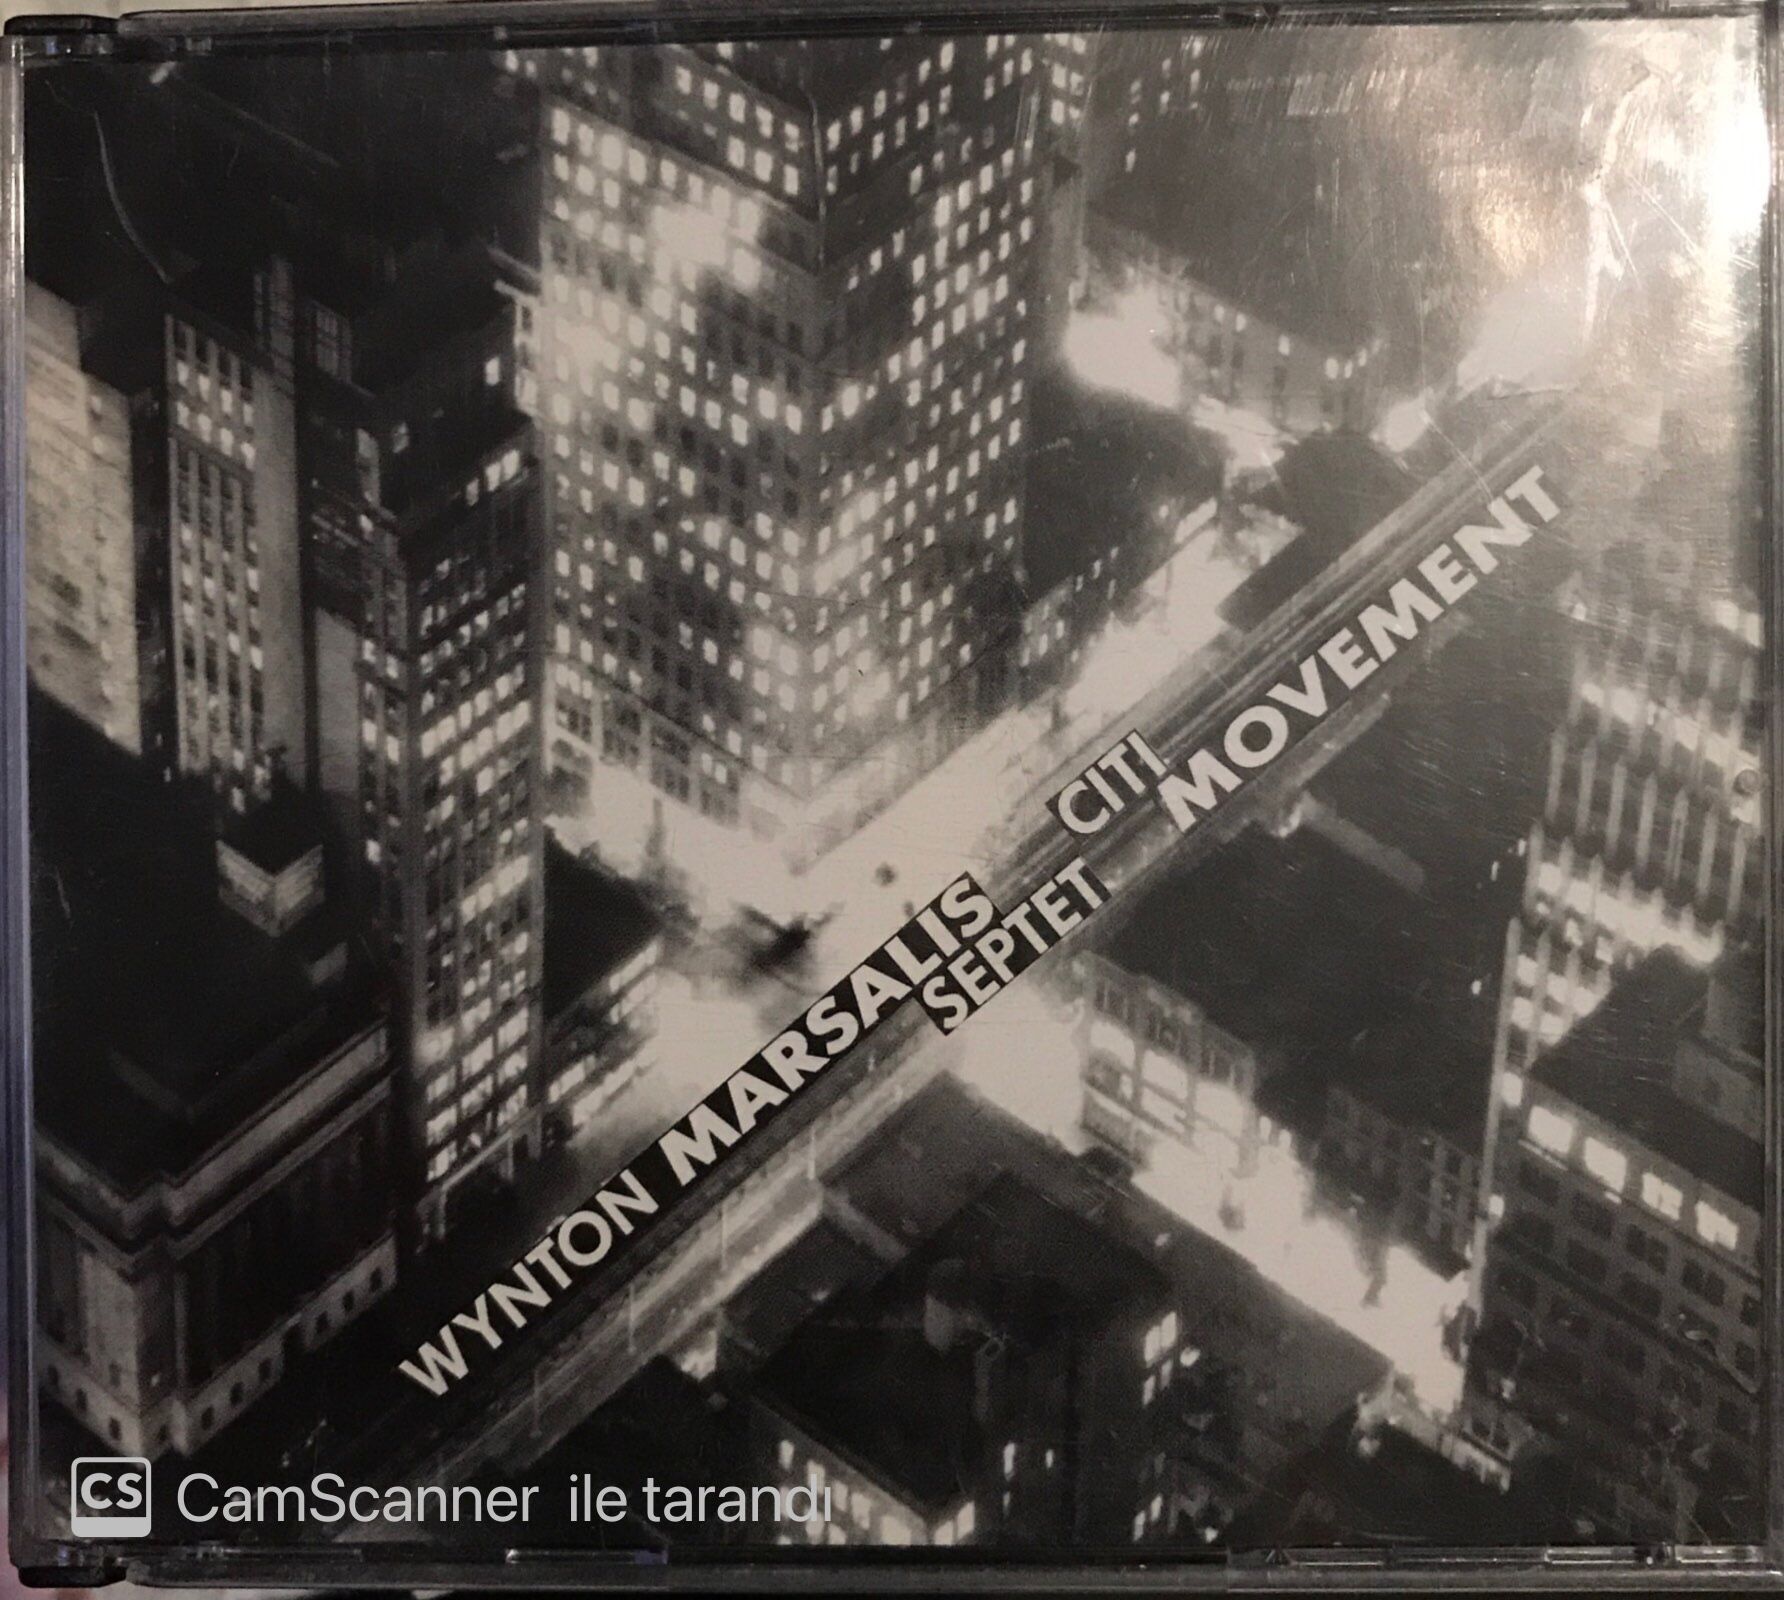 WYNTON MARSALIS
SEPTET
CITI
MOVEMENT
CS CamScanner ile tarandı